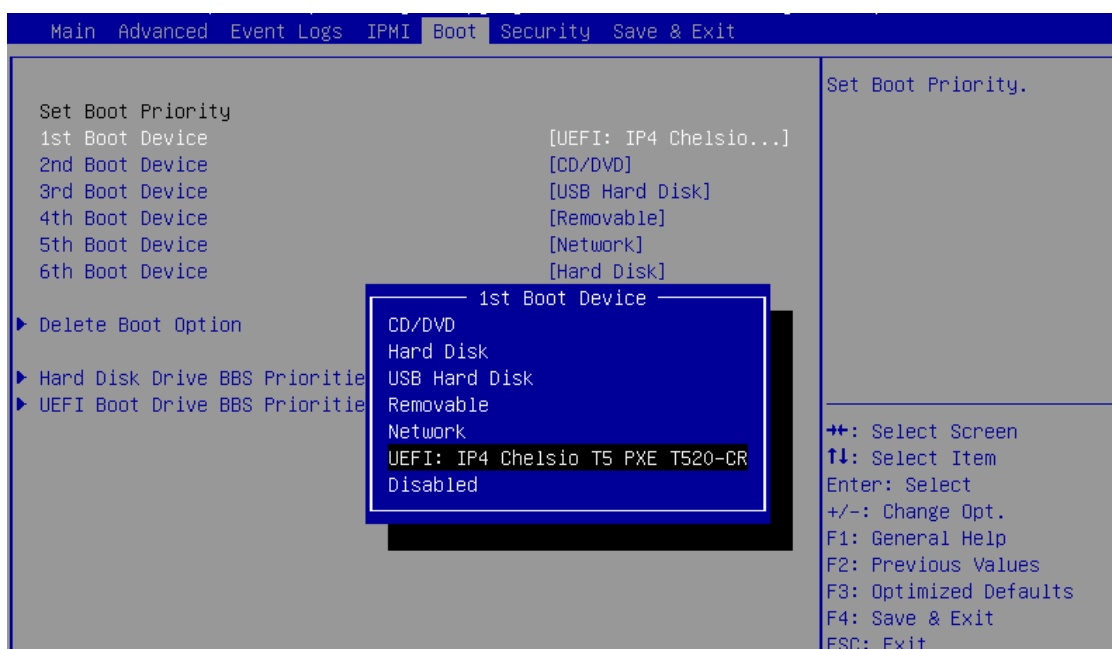 Main Advanced Event Logs IPMI Boot Security Save & Exit
Set Boot Priority
1st Boot Device [UEFI: IP4 Chelsio...]
2nd Boot Device [CD/DVD]
3rd Boot Device [USB Hard Disk]
4th Boot Device [Removable]
5th Boot Device [Network]
6th Boot Device [Hard Disk]
Delete Boot Option
Hard Disk Drive BBS Prioritie
UEFI Boot Drive BBS Prioritie
1st Boot Device
CD/DVD
Hard Disk
USB Hard Disk
Removable
Network
UEFI: IP4 Chelsio T5 PXE T520-CR
Disabled
Set Boot Priority.
→←: Select Screen
↑↓: Select Item
Enter: Select
+/-: Change Opt.
F1: General Help
F2: Previous Values
F3: Optimized Defaults
F4: Save & Exit
ESC: Exit